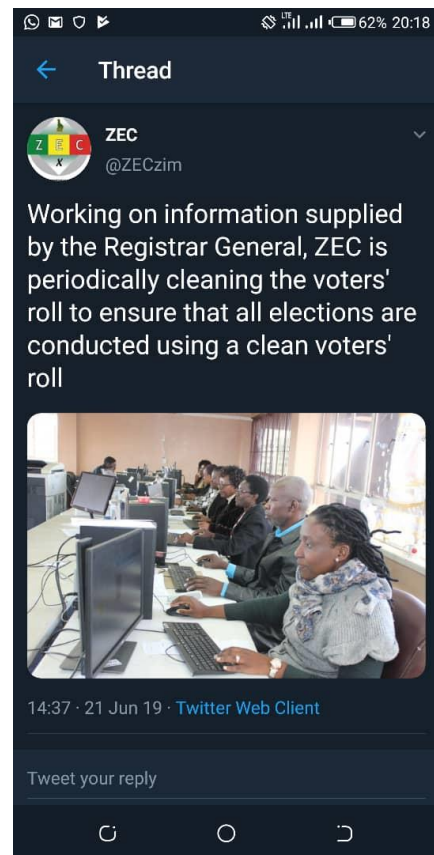 LTE 62% 20:18
Thread
Z E C
X
ZEC
@ZECzim
Working on information supplied
by the Registrar General, ZEC is
periodically cleaning the voters'
roll to ensure that all elections are
conducted using a clean voters'
roll
14:37 · 21 Jun 19 · Twitter Web Client
Tweet your reply